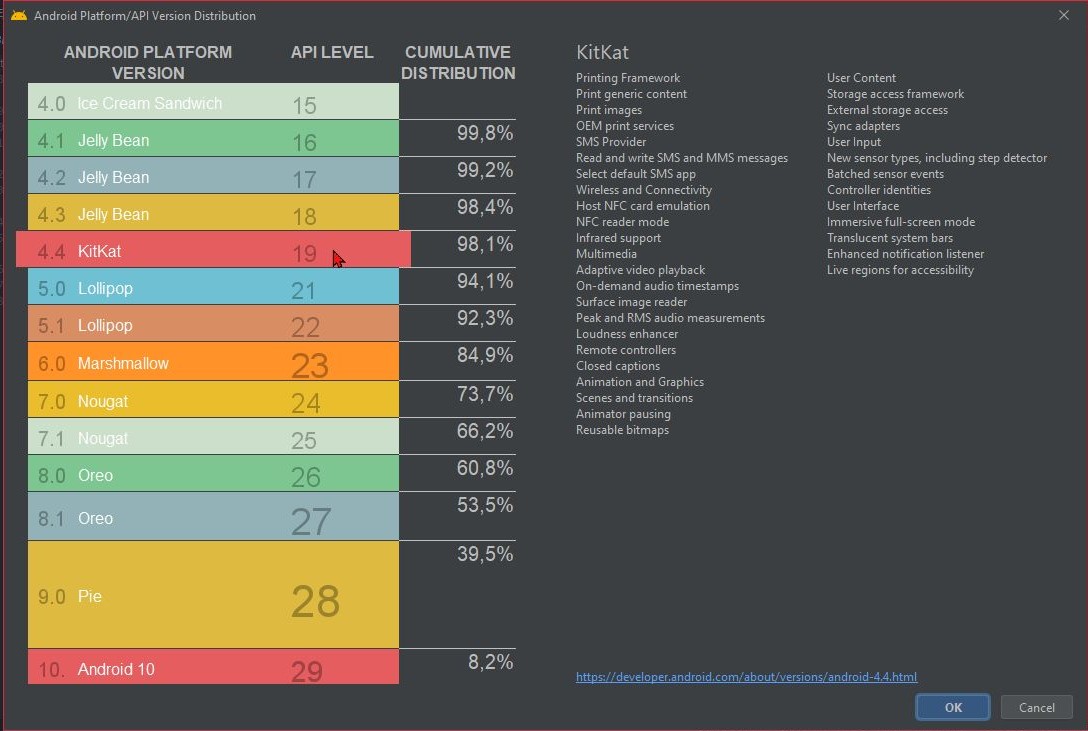 Android Platform/API Version Distribution
ANDROID PLATFORM VERSION API LEVEL CUMULATIVE DISTRIBUTION
4.0 Ice Cream Sandwich 15
4.1 Jelly Bean 16 99,8%
4.2 Jelly Bean 17 99,2%
4.3 Jelly Bean 18 98,4%
4.4 KitKat 19 98,1%
5.0 Lollipop 21 94,1%
5.1 Lollipop 22 92,3%
6.0 Marshmallow 23 84,9%
7.0 Nougat 24 73,7%
7.1 Nougat 25 66,2%
8.0 Oreo 26 60,8%
8.1 Oreo 27 53,5%
9.0 Pie 28 39,5%
10. Android 10 29 8,2%
KitKat
Printing Framework
Print generic content
Print images
OEM print services
SMS Provider
Read and write SMS and MMS messages
Select default SMS app
Wireless and Connectivity
Host NFC card emulation
NFC reader mode
Infrared support
Multimedia
Adaptive video playback
On-demand audio timestamps
Surface image reader
Peak and RMS audio measurements
Loudness enhancer
Remote controllers
Closed captions
Animation and Graphics
Scenes and transitions
Animator pausing
Reusable bitmaps
User Content
Storage access framework
External storage access
Sync adapters
User Input
New sensor types, including step detector
Batched sensor events
Controller identities
User Interface
Immersive full-screen mode
Translucent system bars
Enhanced notification listener
Live regions for accessibility
https://developer.android.com/about/versions/android-4.4.html
OK Cancel